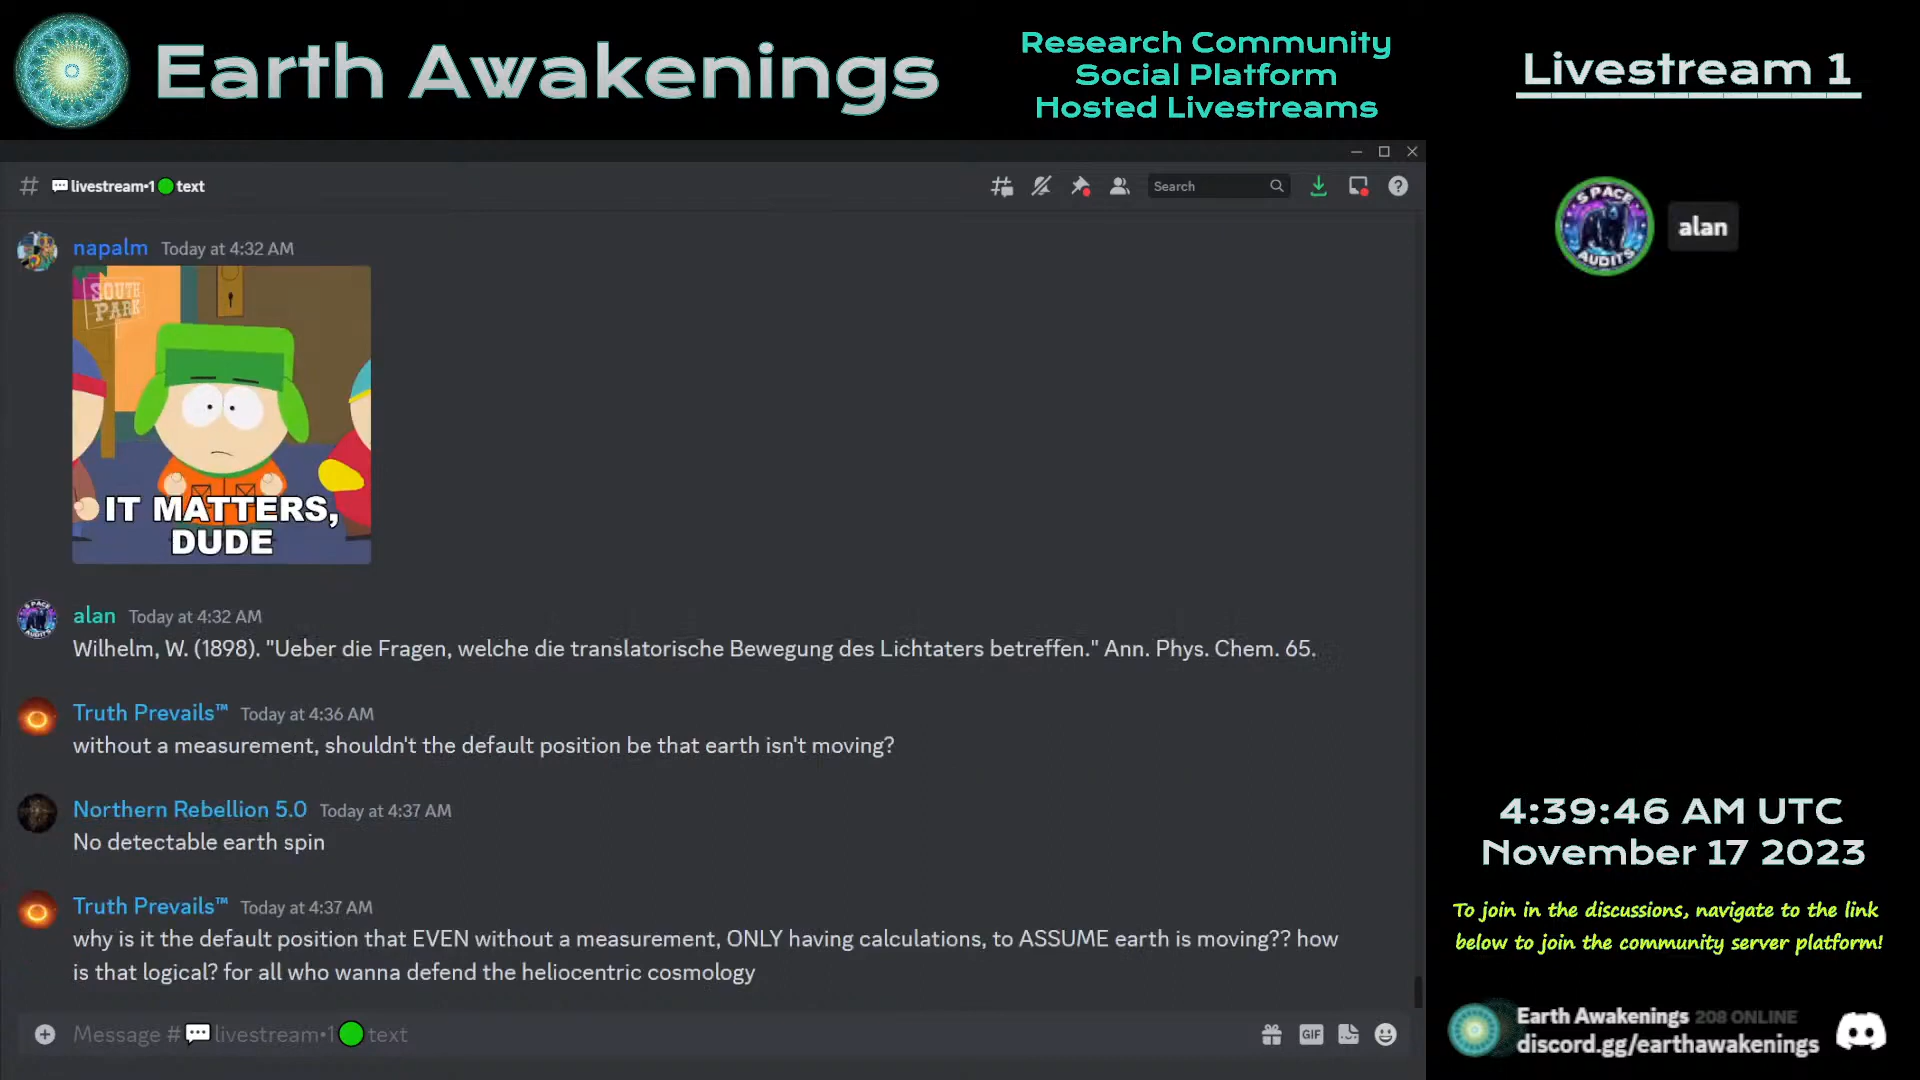 Earth Awakenings
Research Community
Social Platform
Hosted Livestreams
Livestream 1
# livestream•1 text
Search
SPACE AUDITS
alan
napalm Today at 4:32 AM
SOUTH PARK
IT MATTERS,
DUDE
alan Today at 4:32 AM
Wilhelm, W. (1898). "Ueber die Fragen, welche die translatorische Bewegung des Lichtaters betreffen." Ann. Phys. Chem. 65.
Truth Prevails™ Today at 4:36 AM
without a measurement, shouldn't the default position be that earth isn't moving?
Northern Rebellion 5.0 Today at 4:37 AM
No detectable earth spin
Truth Prevails™ Today at 4:37 AM
why is it the default position that EVEN without a measurement, ONLY having calculations, to ASSUME earth is moving?? how
is that logical? for all who wanna defend the heliocentric cosmology
Message # livestream•1 text
GIF
4:39:46 AM UTC
November 17 2023
To join in the discussions, navigate to the link
below to join the community server platform!
Earth Awakenings 208 ONLINE
discord.gg/earthawakenings